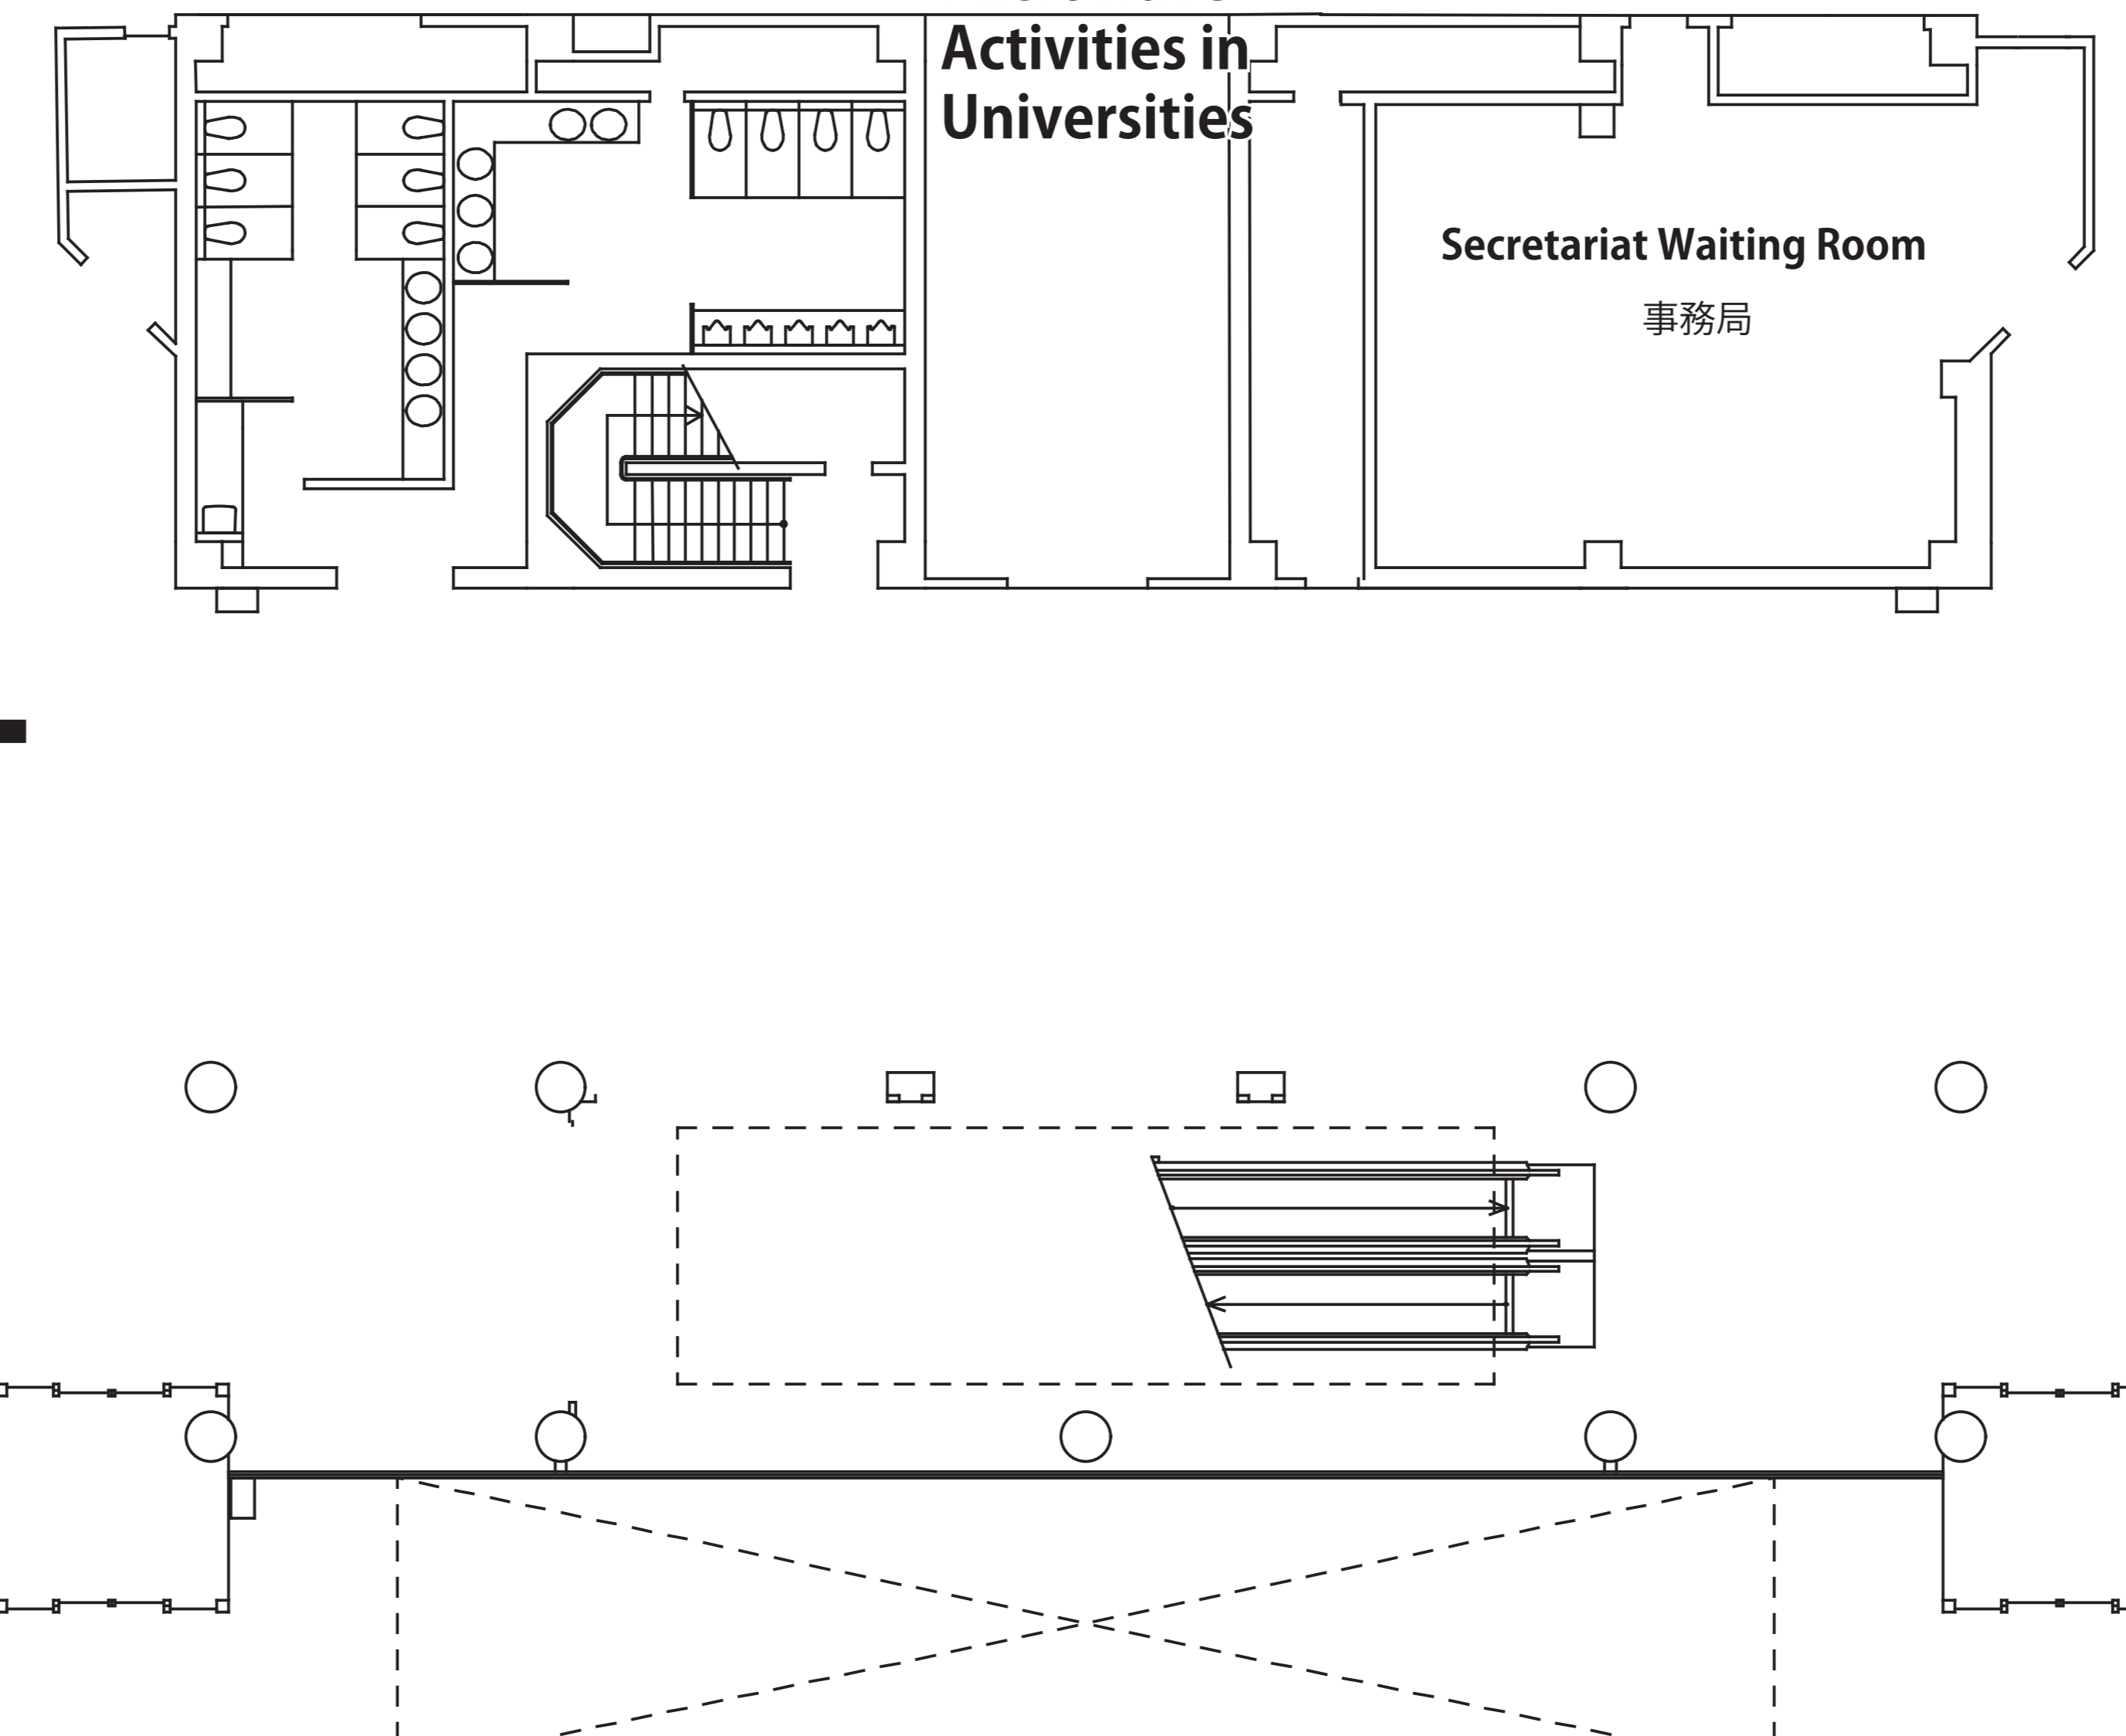 Activities in
Universities
Secretariat Waiting Room
事務局